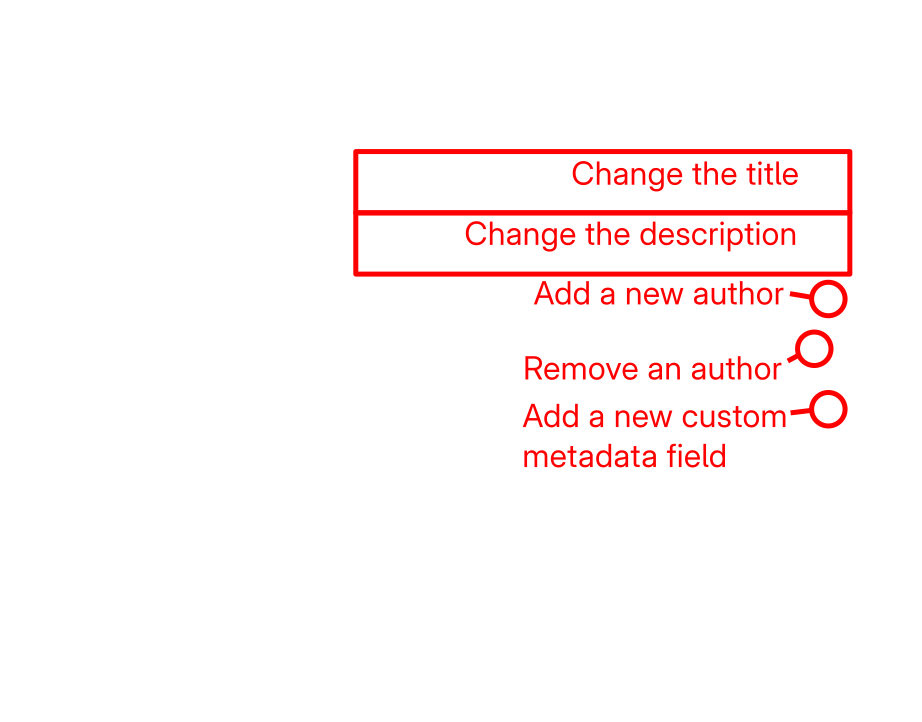 Change the title
Change the description
Add a new author
Remove an author
Add a new custom
metadata field